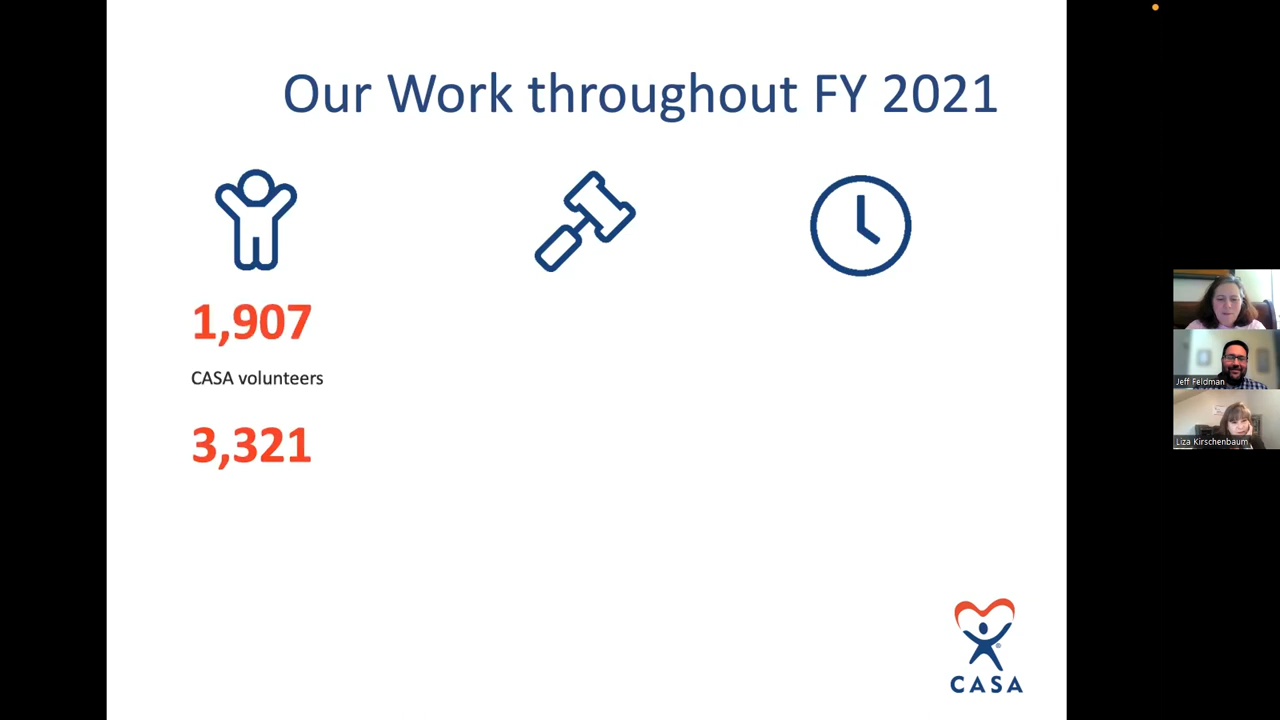 Our Work throughout FY 2021
1,907
CASA volunteers
3,321
CASA
Jeff Feldman
Liza Kirschenbaum